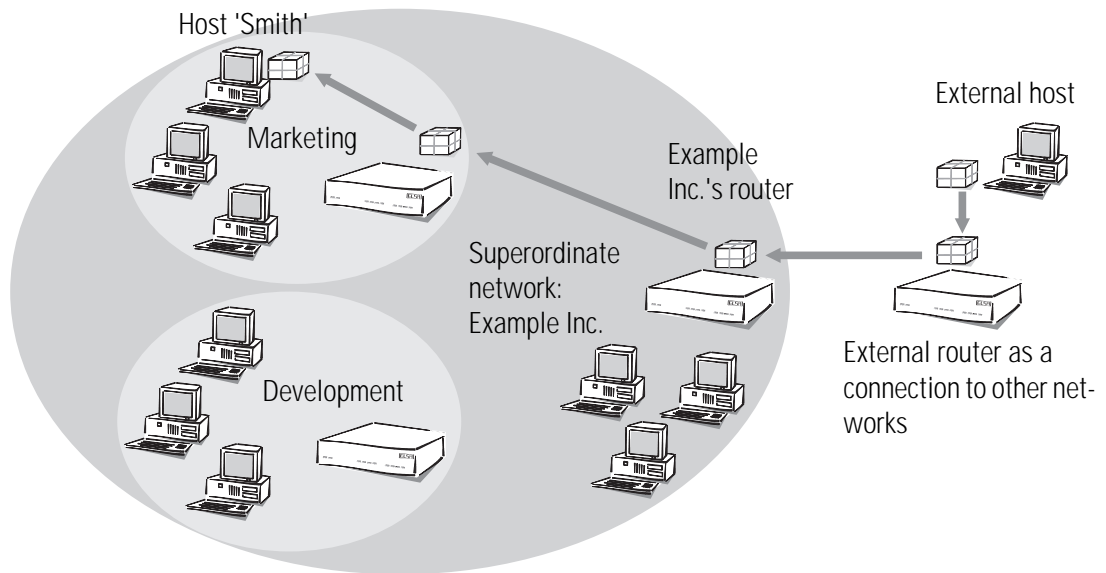 Host 'Smith'
Marketing
External host
Example
Inc.'s router
Superordinate
network:
Example Inc.
External router as a
connection to other net-
works
Development